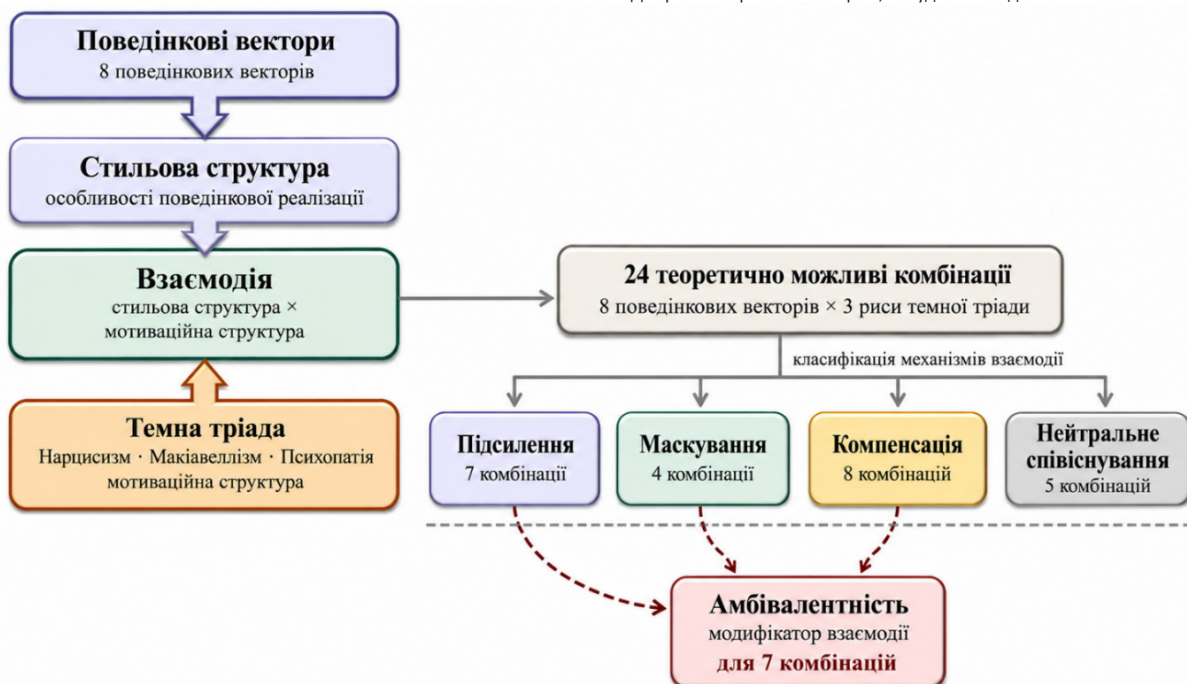 Поведінкові вектори
8 поведінкових векторів
Стильова структура
особливості поведінкової реалізації
Взаємодія
стильова структура ×
мотиваційна структура
Темна тріада
Нарцисизм · Макіавеллізм · Психопатія
мотиваційна структура
24 теоретично можливі комбінації
8 поведінкових векторів × 3 риси темної тріади
класифікація механізмів взаємодії
Підсилення
7 комбінації
Маскування
4 комбінації
Компенсація
8 комбінацій
Нейтральне
співіснування
5 комбінацій
Амбівалентність
модифікатор взаємодії
для 7 комбінацій